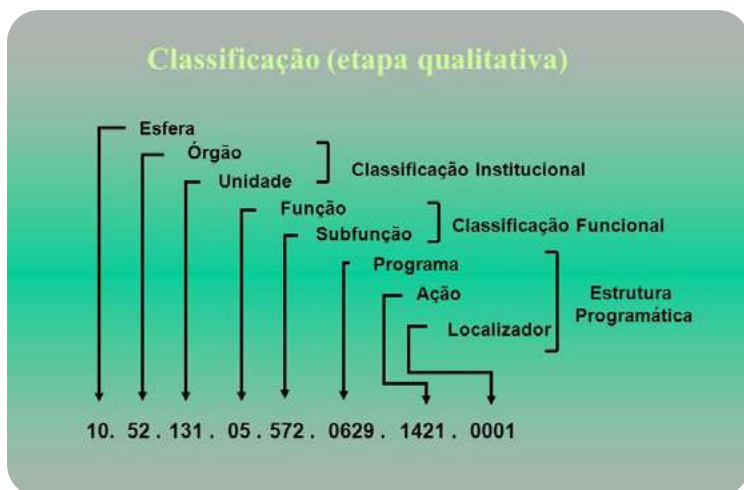 Classificação (etapa qualitativa)
Esfera
Órgão
Unidade
Classificação Institucional
Função
Subfunção
Classificação Funcional
Programa
Ação
Localizador
Estrutura
Programática
10. 52 . 131 . 05 . 572 . 0629 . 1421 . 0001